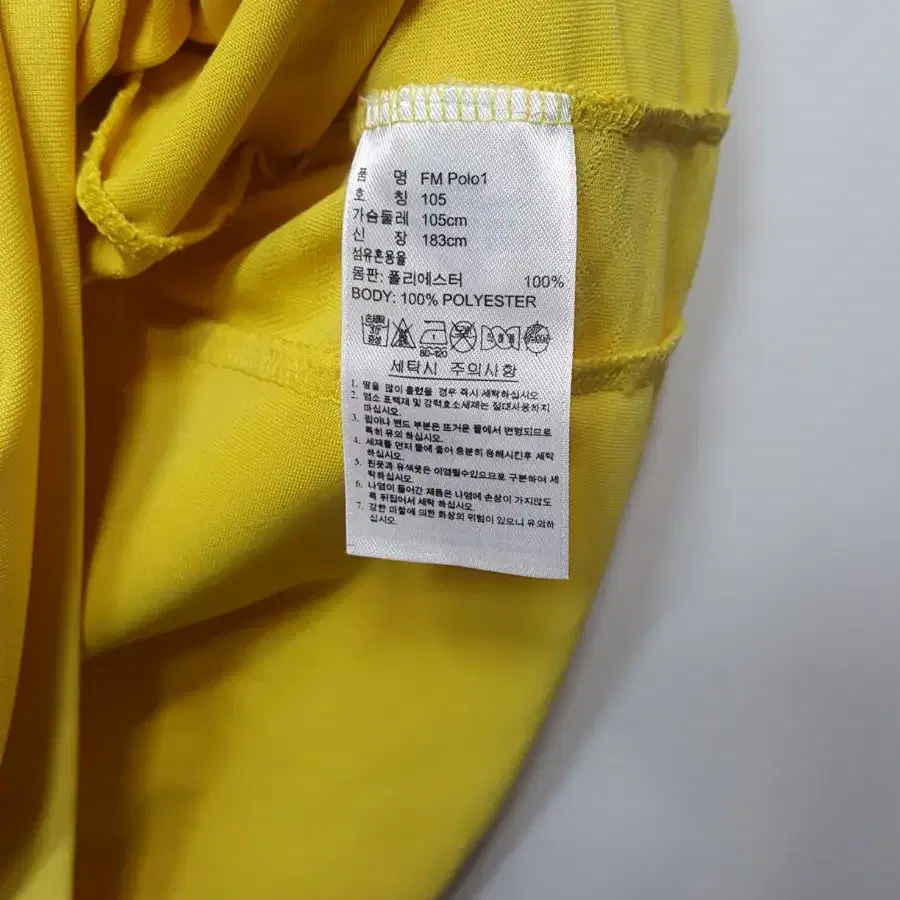 품 명 FM Polo1
호 칭 105
가슴둘레 105cm
신 장 183cm
섬유혼용율
몸판: 폴리에스터 100%
BODY: 100% POLYESTER
손세탁
30
중성
80-120
세탁시 주의사항
1. 땀을 많이 흘렸을 경우 즉시 세탁하십시오
2. 염소 표백제 및 강력효소세제는 절대사용하지
마십시오.
3. 립이나 밴드 부분은 뜨거운 물에서 변형되므로
특히 유의 하십시오.
4. 세제를 먼저 물에 풀어 충분히 용해시킨후 세탁
하십시오.
5. 진옷과 유색옷은 이염될수있으므로 구분하여 세
탁하십시오.
6. 나염이 들어간 제품은 나염에 손상이 가지않도
록 뒤집어서 세탁 하십시오.
7. 강한 마찰에 의한 화상의 위험이 있으니 유의하
십시오.